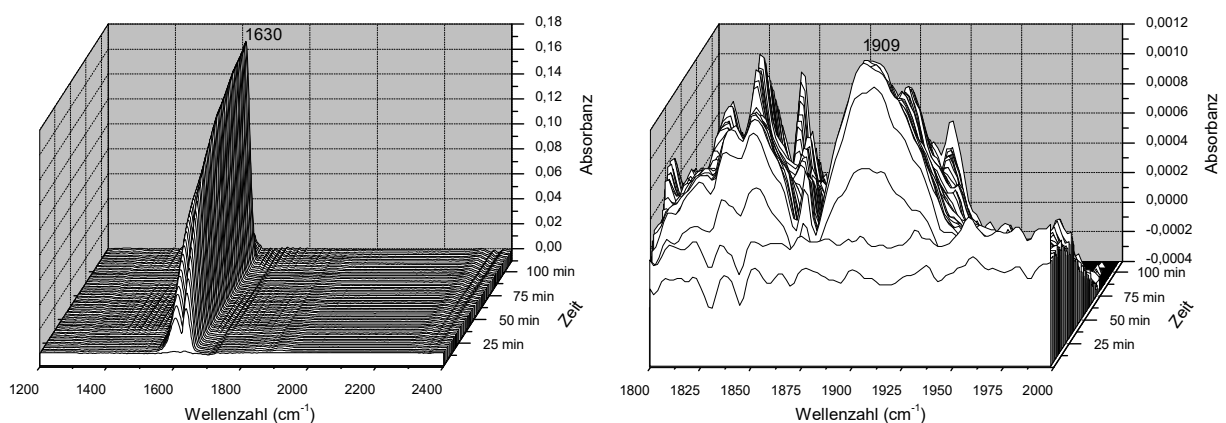 1630
0,18
0,16
0,14
0,12
0,10
0,08
0,06
0,04
0,02
0,00
Absorbanz
100 min
75 min
50 min
25 min
Zeit
1200 1400 1600 1800 2000 2200 2400
Wellenzahl (cm⁻¹)
1909
0,0012
0,0010
0,0008
0,0006
0,0004
0,0002
0,0000
-0,0002
-0,0004
Absorbanz
100 min
75 min
50 min
25 min
Zeit
1800 1825 1850 1875 1900 1925 1950 1975 2000
Wellenzahl (cm⁻¹)